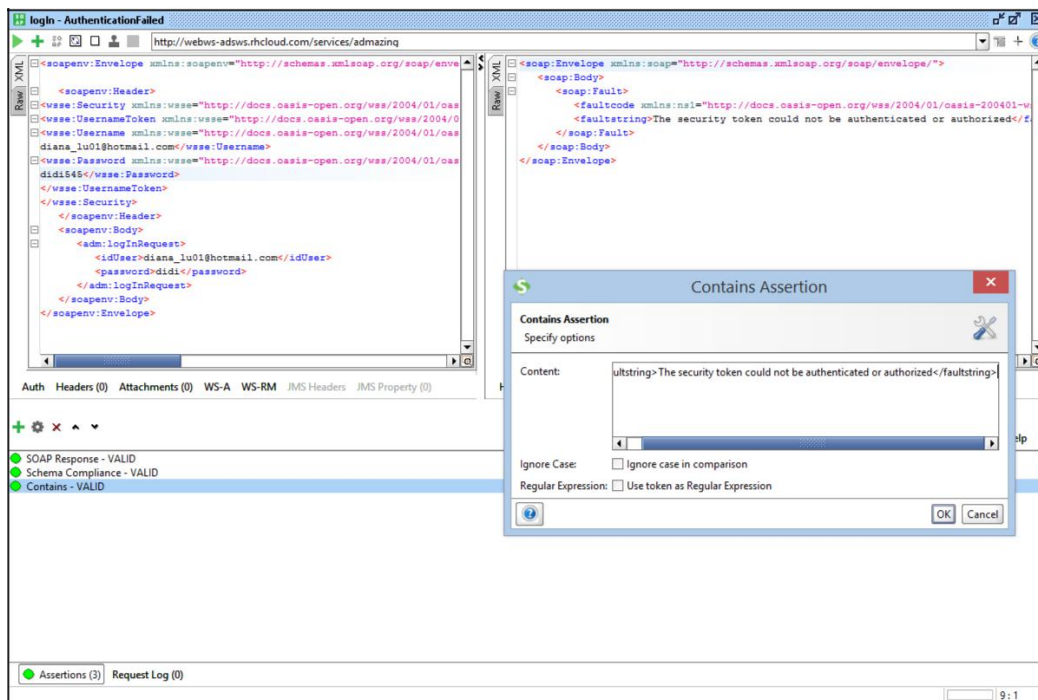 logIn - AuthenticationFailed
http://webws-adsws.rhcloud.com/services/admazing
XML
Raw
<soapenv:Envelope xmlns:soapenv="http://schemas.xmlsoap.org/soap/enve
<soapenv:Header>
<wsse:Security xmlns:wsse="http://docs.oasis-open.org/wss/2004/01/oas
<wsse:UsernameToken xmlns:wsse="http://docs.oasis-open.org/wss/2004/0
<wsse:Username xmlns:wsse="http://docs.oasis-open.org/wss/2004/01/oas
diana_lu01@hotmail.com</wsse:Username>
<wsse:Password xmlns:wsse="http://docs.oasis-open.org/wss/2004/01/oas
didi545</wsse:Password>
</wsse:UsernameToken>
</wsse:Security>
</soapenv:Header>
<soapenv:Body>
<adm:logInRequest>
<idUser>diana_lu01@hotmail.com</idUser>
<password>didi</password>
</adm:logInRequest>
</soapenv:Body>
</soapenv:Envelope>
XML
Raw
<soap:Envelope xmlns:soap="http://schemas.xmlsoap.org/soap/envelope/">
<soap:Body>
<soap:Fault>
<faultcode xmlns:ns1="http://docs.oasis-open.org/wss/2004/01/oasis-200401-w
<faultstring>The security token could not be authenticated or authorized</f
</soap:Fault>
</soap:Body>
</soap:Envelope>
Auth Headers (0) Attachments (0) WS-A WS-RM JMS Headers JMS Property (0)
SOAP Response - VALID
Schema Compliance - VALID
Contains - VALID
Contains Assertion
Contains Assertion
Specify options
Content:
ultstring>The security token could not be authenticated or authorized</faultstring>
Ignore Case: Ignore case in comparison
Regular Expression: Use token as Regular Expression
OK Cancel
elp
Assertions (3) Request Log (0)
9 : 1